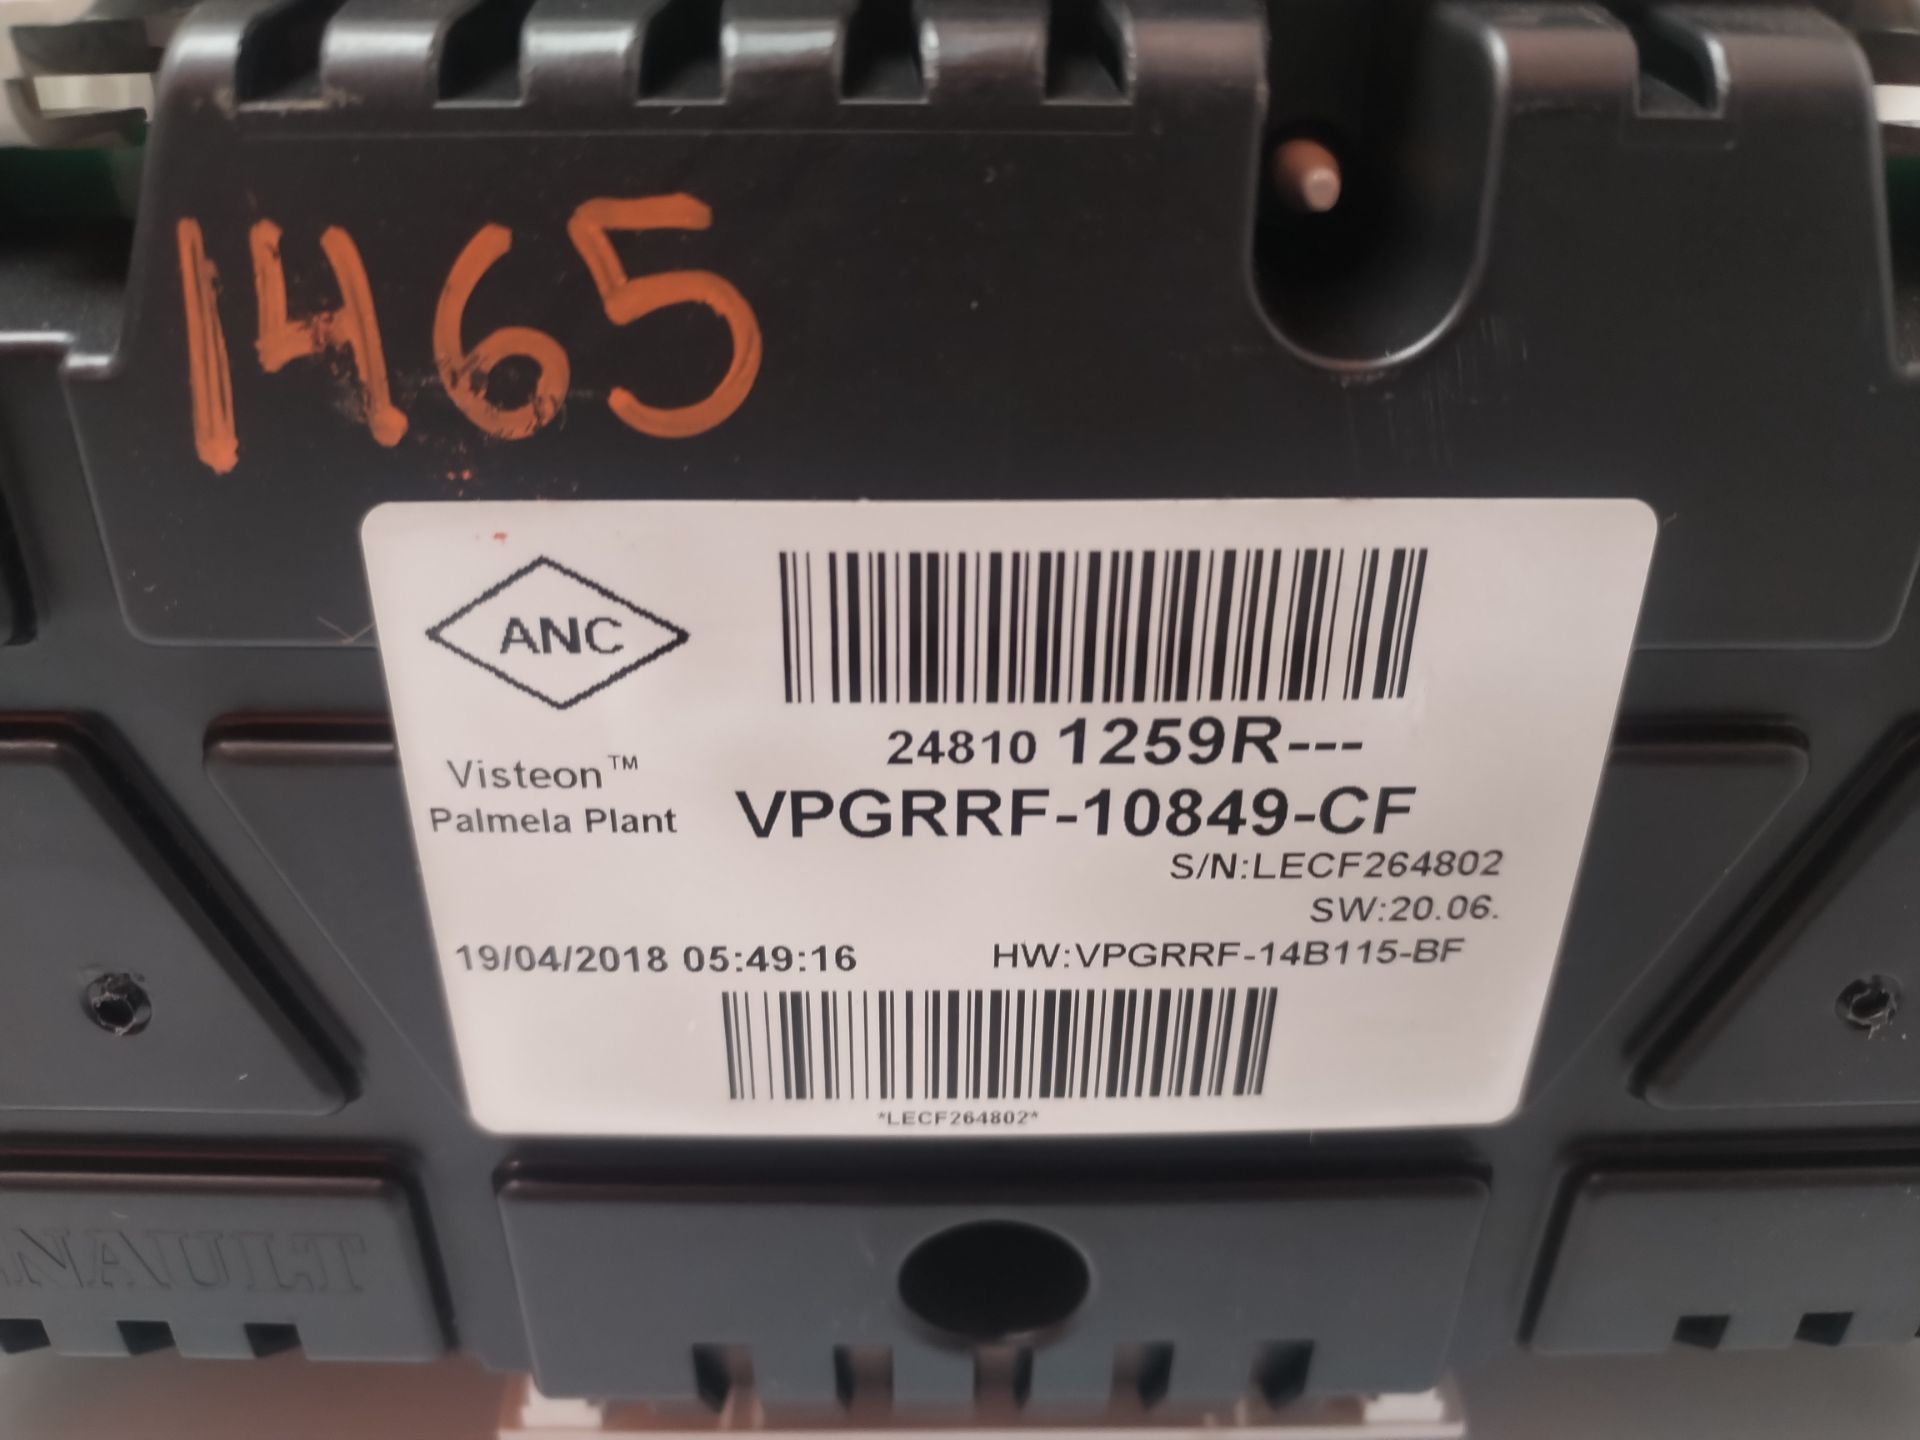 1465
ANC
24810 1259R---
Visteon™
Palmela Plant
VPGRRF-10849-CF
S/N:LECF264802
SW:20.06.
19/04/2018 05:49:16
HW:VPGRRF-14B115-BF
*LECF264802*
NAULT